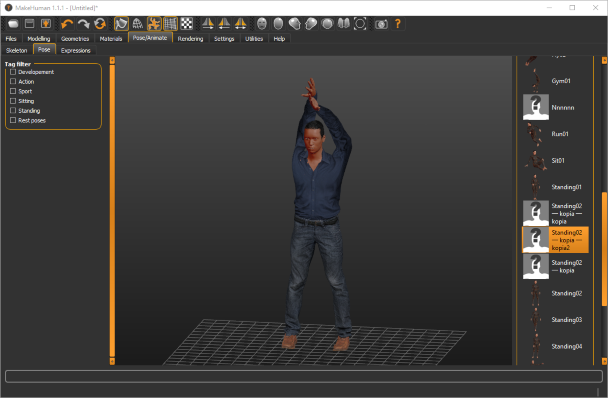 MakeHuman 1.1.1 - [Untitled]*
Files Modelling Geometries Materials Pose/Animate Rendering Settings Utilities Help
Skeleton Pose Expressions
Tag filter
Developement
Action
Sport
Sitting
Standing
Rest poses
Gym01
Nnnnnn
Run01
Sit01
Standing01
Standing02
— kopia —
kopia
Standing02
— kopia —
kopia2
Standing02
— kopia
Standing02
Standing03
Standing04